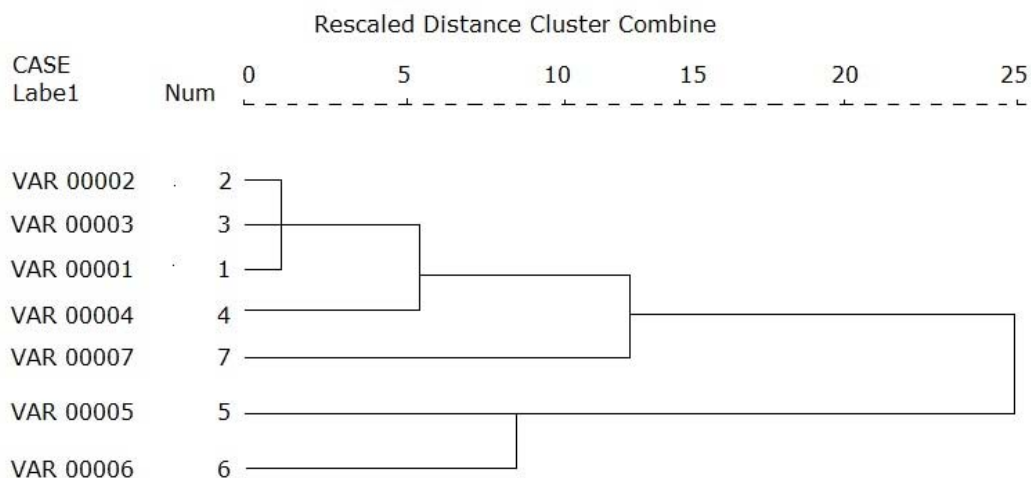 Rescaled Distance Cluster Combine
CASE 0 5 10 15 20 25
Labe1 Num
VAR 00002 2
VAR 00003 3
VAR 00001 1
VAR 00004 4
VAR 00007 7
VAR 00005 5
VAR 00006 6